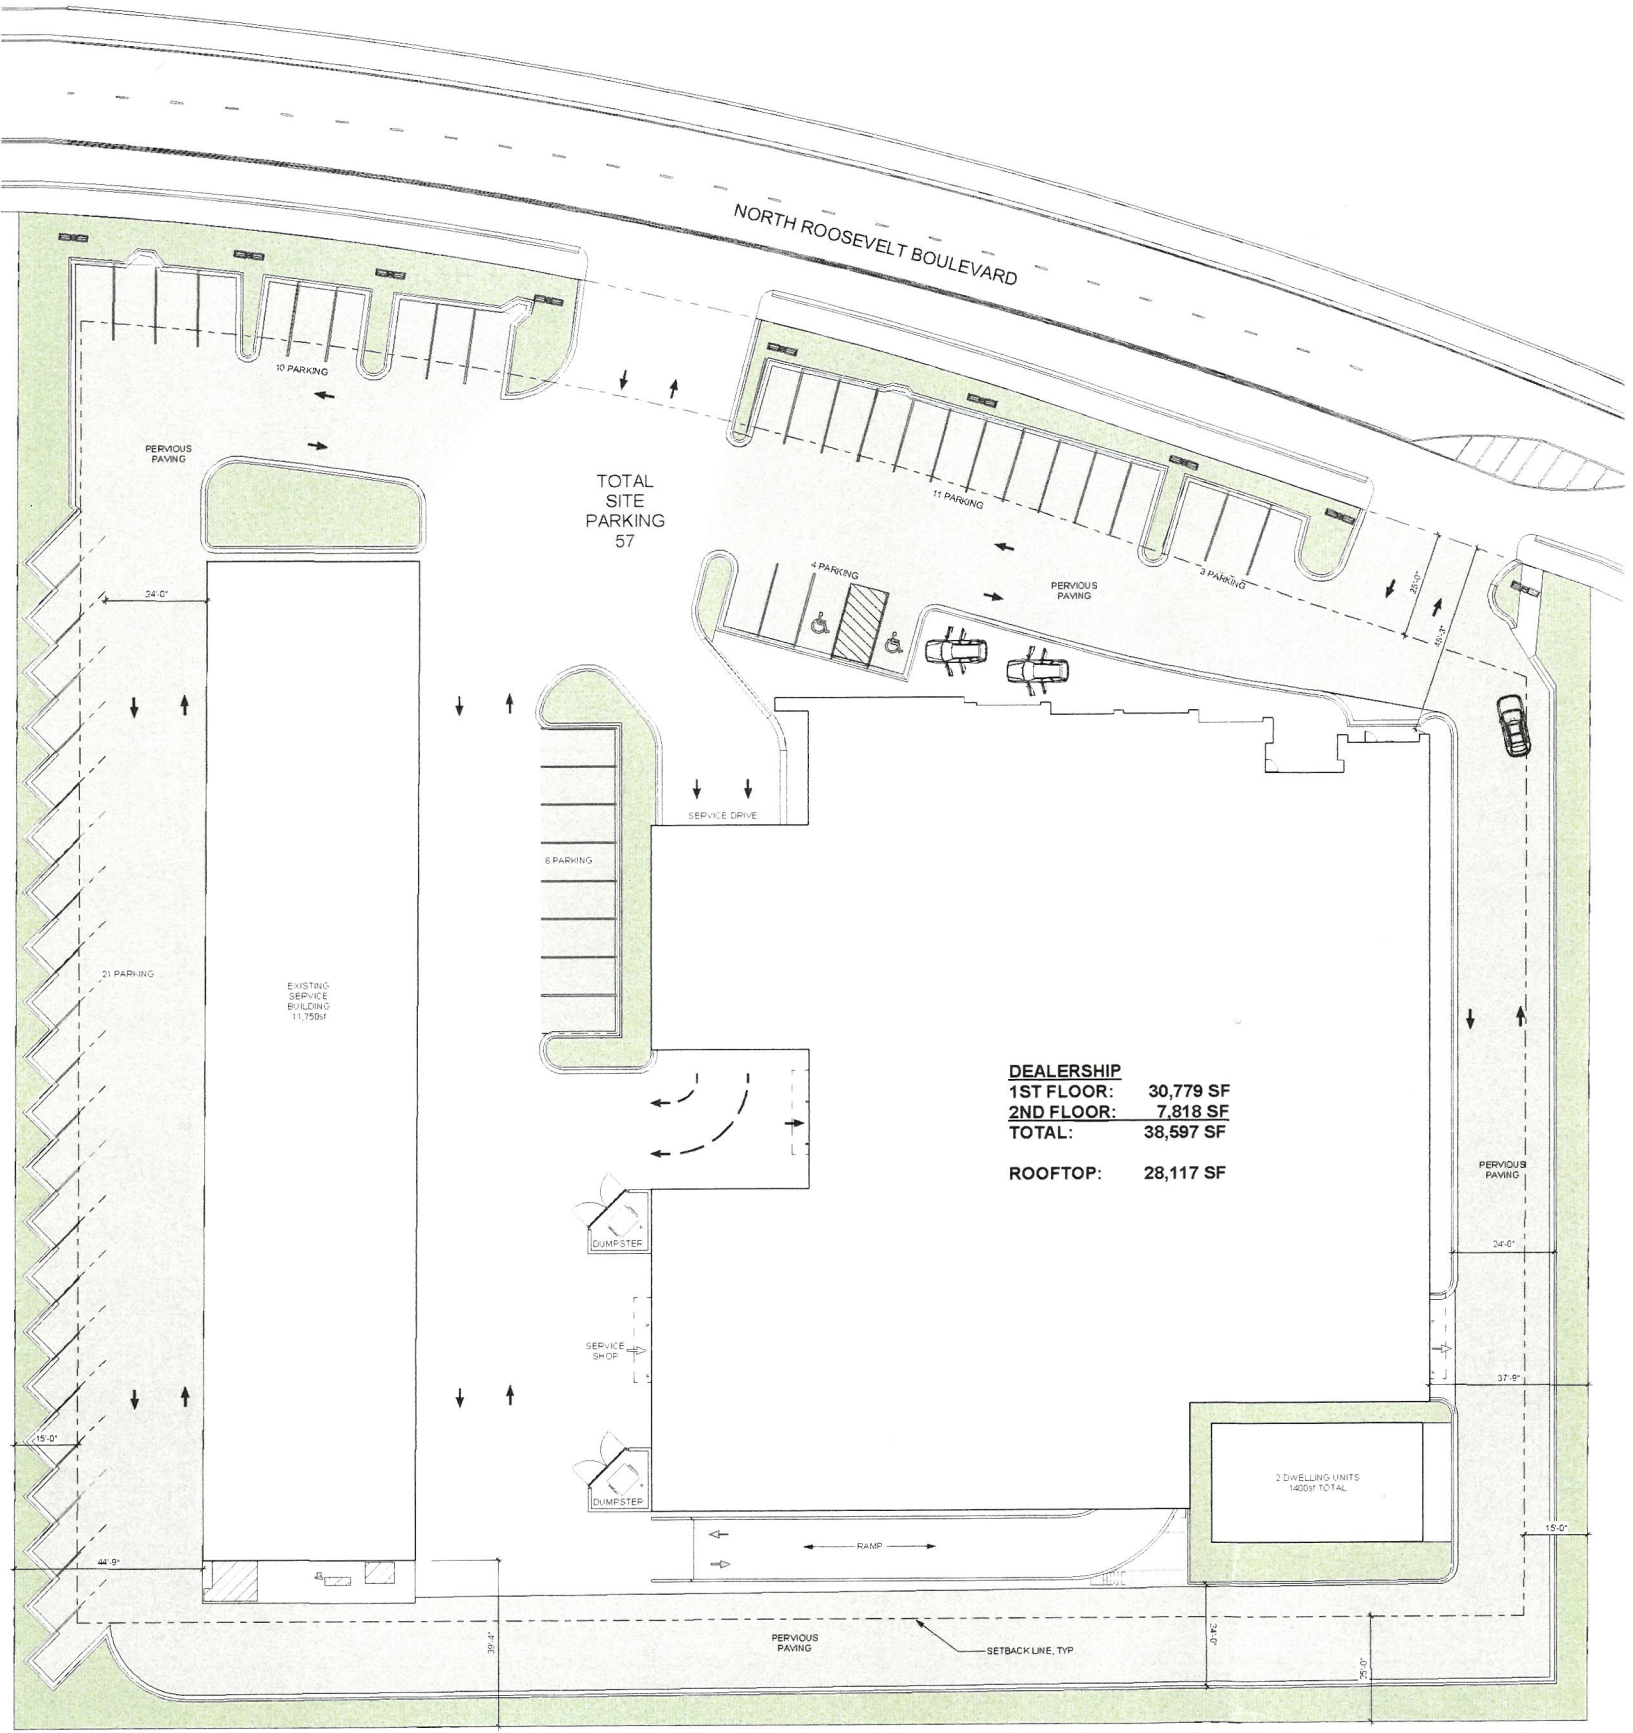 NORTH ROOSEVELT BOULEVARD
10 PARKING
PERVIOUS
PAVING
TOTAL
SITE
PARKING
57
11 PARKING
4 PARKING
3 PARKING
PERVIOUS
PAVING
25'-0"
45'-3"
24'-0"
SERVICE DRIVE
8 PARKING
21 PARKING
EXISTING
SERVICE
BUILDING
11,750sf
DEALERSHIP
1ST FLOOR: 30,779 SF
2ND FLOOR: 7,818 SF
TOTAL: 38,597 SF
ROOFTOP: 28,117 SF
PERVIOUS
PAVING
DUMPSTER
24'-0"
SERVICE
SHOP
37'-9"
15'-0"
2 DWELLING UNITS
1400sf TOTAL
DUMPSTER
15'-0"
RAMP
44'-9"
39'-4"
PERVIOUS
PAVING
SETBACK LINE, TYP
24'-0"
25'-0"